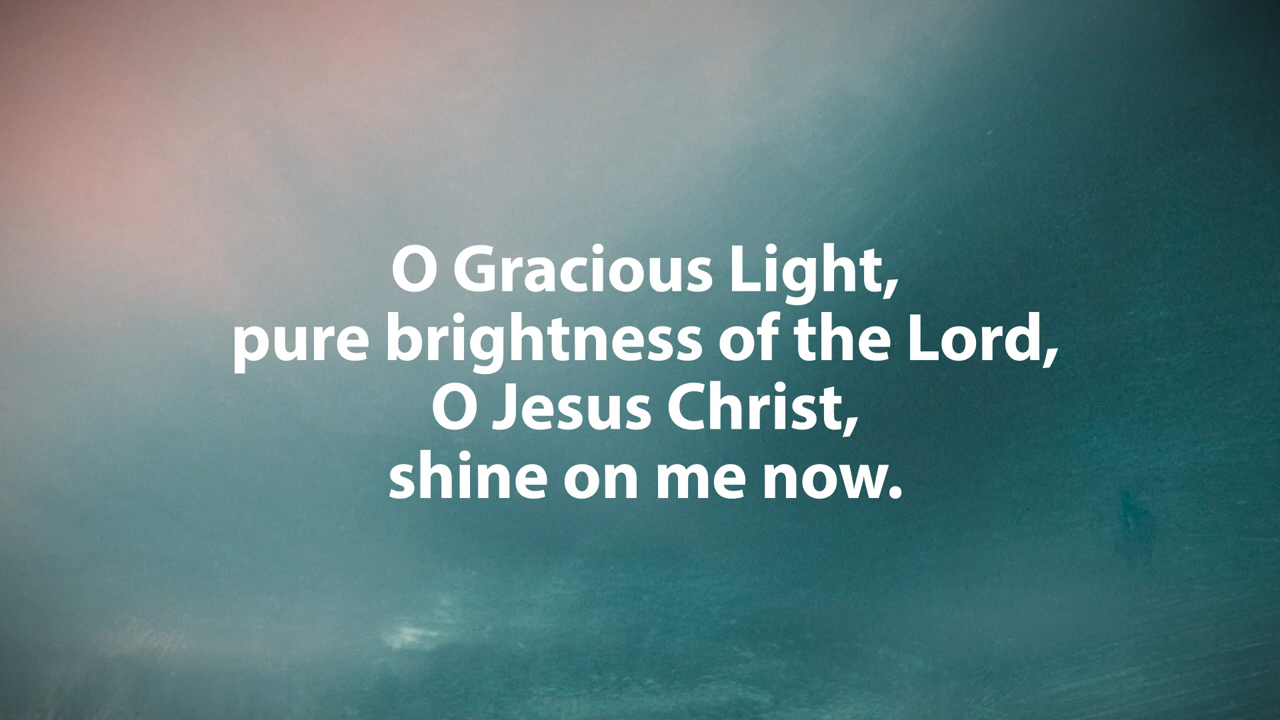 O Gracious Light,
pure brightness of the Lord,
O Jesus Christ,
shine on me now.